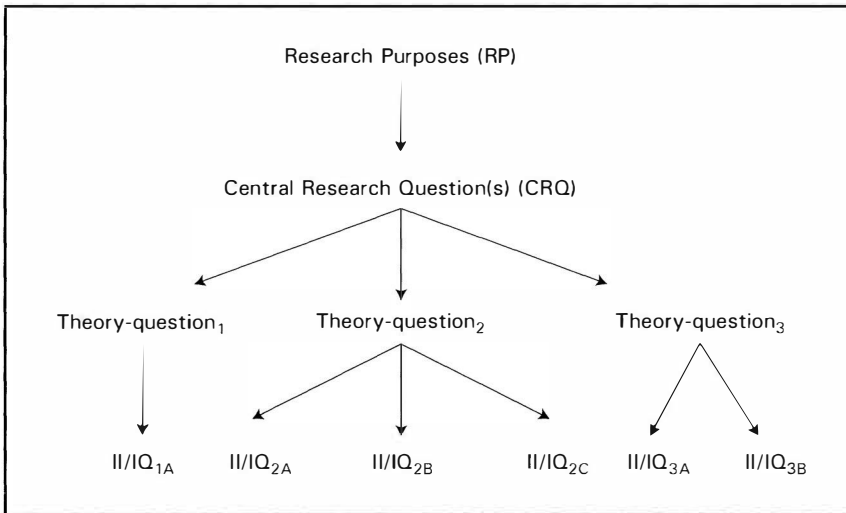 Research Purposes (RP)
Central Research Question(s) (CRQ)
Theory-question₁ Theory-question₂ Theory-question₃
II/IQ₁A II/IQ₂A II/IQ₂B II/IQ₂C II/IQ₃A II/IQ₃B